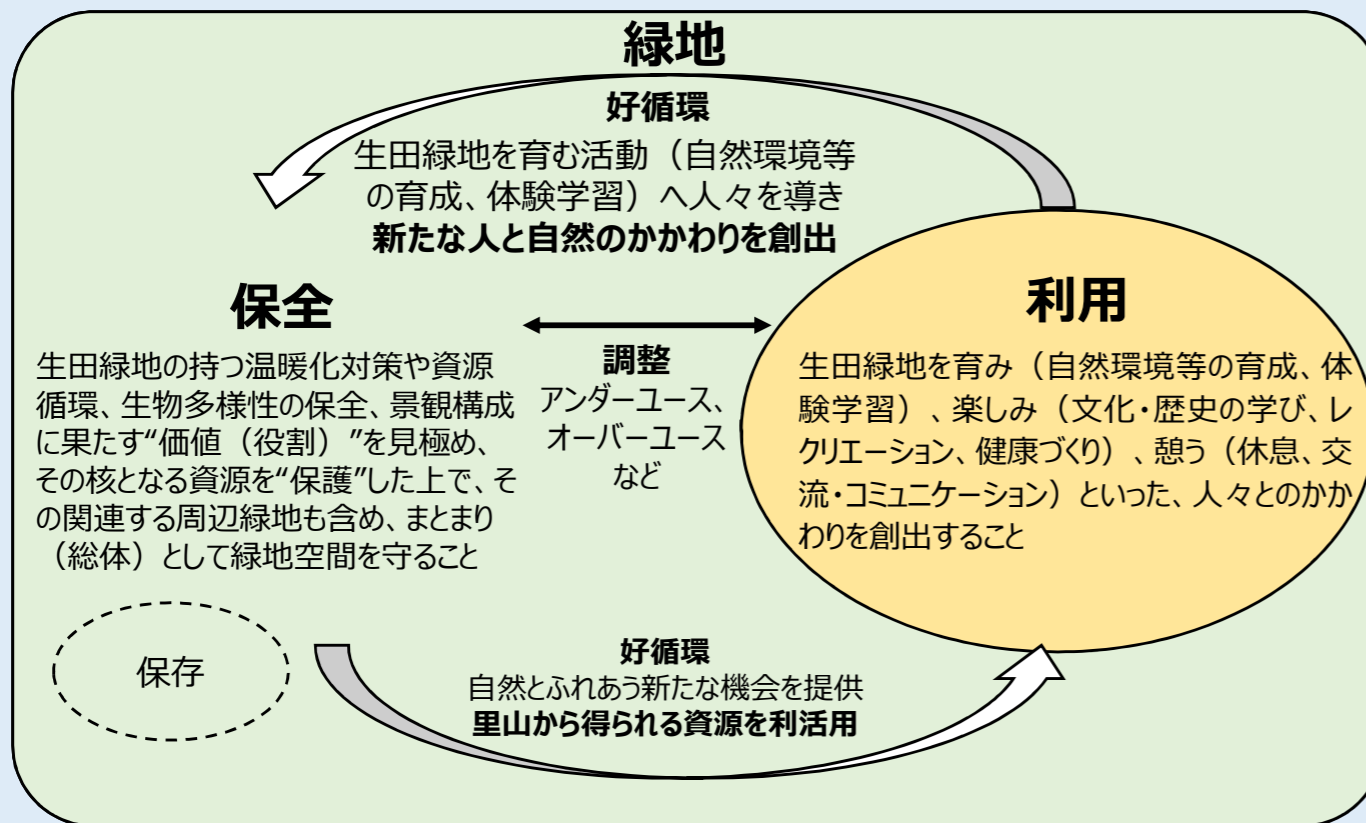 緑地
好循環
生田緑地を育む活動（自然環境等
の育成、体験学習）へ人々を導き
新たな人と自然のかかわりを創出
保全
生田緑地の持つ温暖化対策や資源
循環、生物多様性の保全、景観構成
に果たす“価値（役割）”を見極め、
その核となる資源を“保護”した上で、そ
の関連する周辺緑地も含め、まとまり
（総体）として緑地空間を守ること
調整
アンダーユース、
オーバーユース
など
利用
生田緑地を育み（自然環境等の育成、体
験学習）、楽しみ（文化・歴史の学び、レ
クリエーション、健康づくり）、憩う（休息、交
流・コミュニケーション）といった、人々とのかか
わりを創出すること
保存
好循環
自然とふれあう新たな機会を提供
里山から得られる資源を利活用